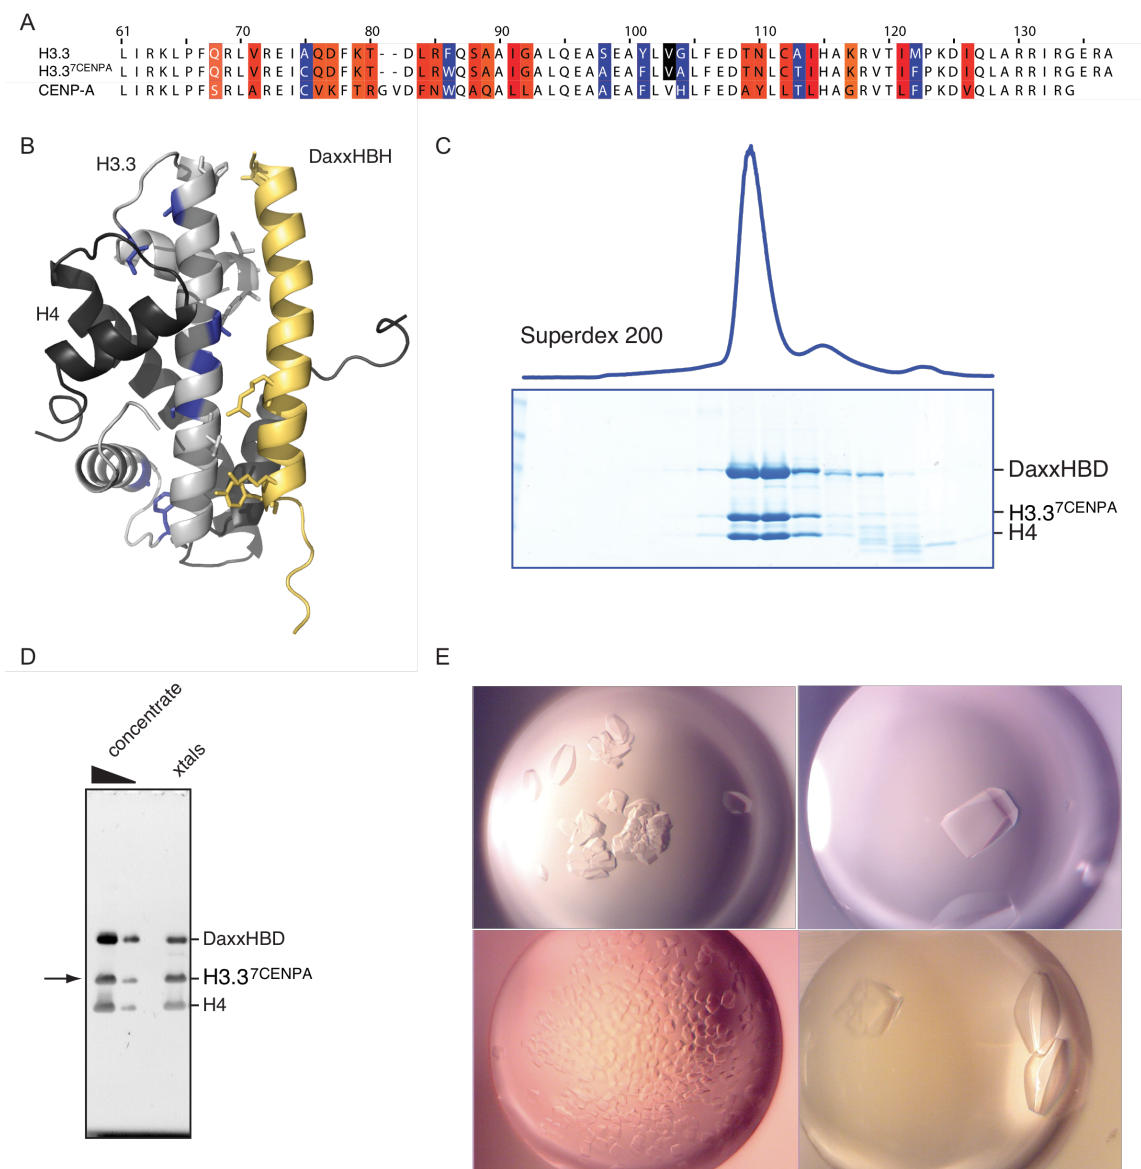 A
61 70 80 90 100 110 120 130
H3.3 LIRKLPFQRLVREIAQDFKT--DLRFQSAAIGALQEASEAYLVGLFEDTNLCAIHAKRVTIMPKDIQLARRIRGERA
H3.3⁷ᶜᴱᴺᴾᴬ LIRKLPFQRLVREICQDFKT--DLRWQSAAIGALQEAAEAFLVALFEDTNLCTIHAKRVTIFPKDIQLARRIRGERA
CENP-A LIRKLPFSRLAREICVKFTRGVDFNWQAQALLALQEAAEAFLVHLFEDAYLLTLHAGRVTLFPKDVQLARRIRG
B
H3.3
DaxxHBH
H4
C
Superdex 200
DaxxHBD
H3.3⁷ᶜᴱᴺᴾᴬ
H4
D
concentrate
xtals
DaxxHBD
H3.3⁷ᶜᴱᴺᴾᴬ
H4
E